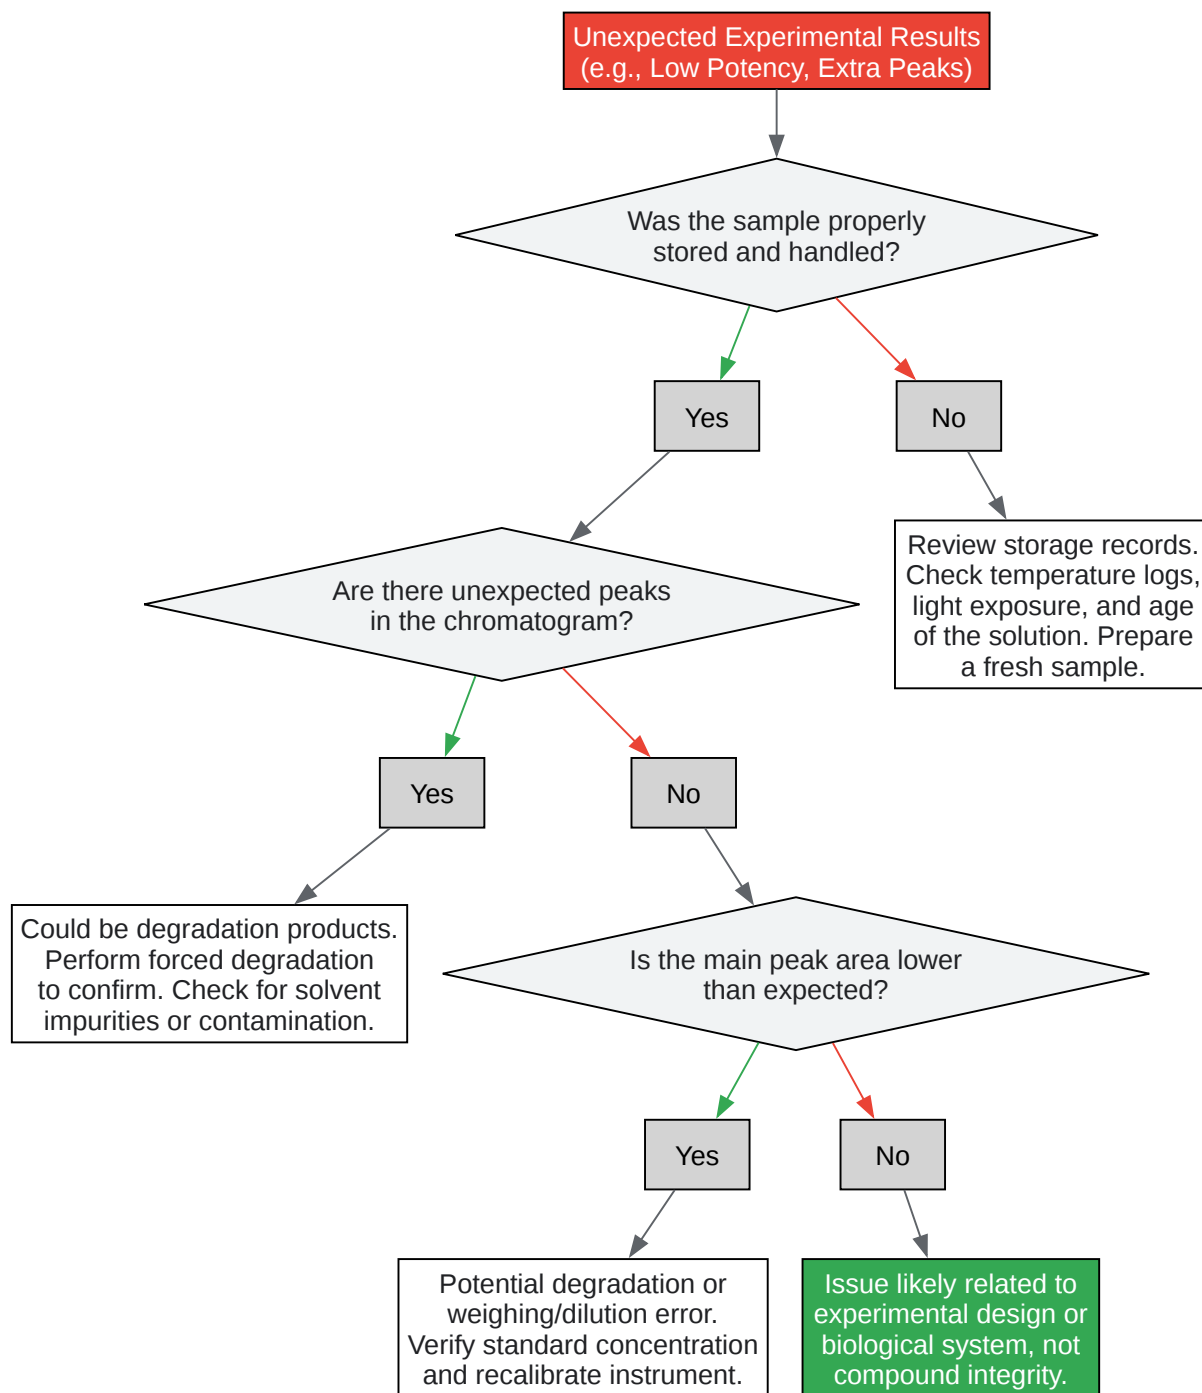 Unexpected Experimental Results
(e.g., Low Potency, Extra Peaks)
Was the sample properly
stored and handled?
Yes
No
Review storage records.
Check temperature logs,
light exposure, and age
of the solution. Prepare
a fresh sample.
Are there unexpected peaks
in the chromatogram?
Yes
No
Could be degradation products.
Perform forced degradation
to confirm. Check for solvent
impurities or contamination.
Is the main peak area lower
than expected?
Yes
No
Potential degradation or
weighing/dilution error.
Verify standard concentration
and recalibrate instrument.
Issue likely related to
experimental design or
biological system, not
compound integrity.